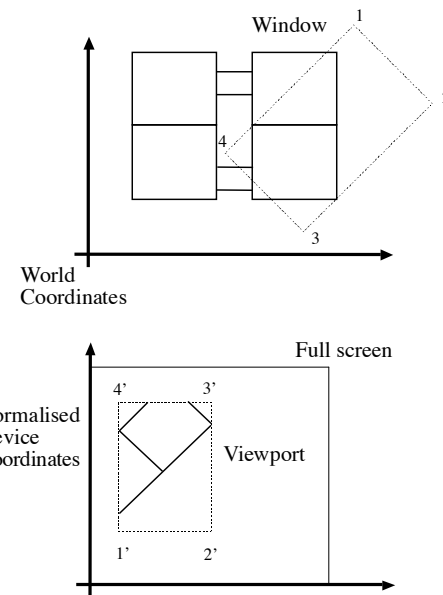 1
Window
4
3
World
Coordinates
Full screen
4’
3’
Viewport
1’
2’